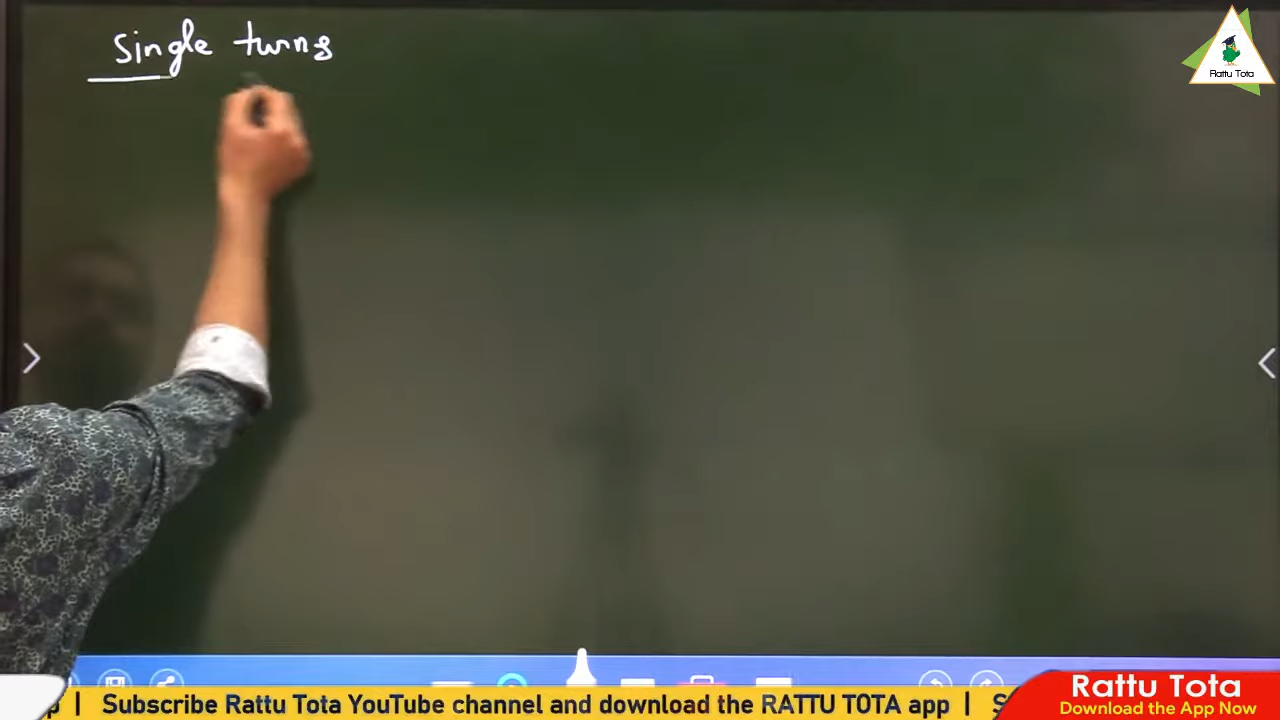 Single turns
Rattu Tota
p | Subscribe Rattu Tota YouTube channel and download the RATTU TOTA app | S
Rattu Tota
Download the App Now